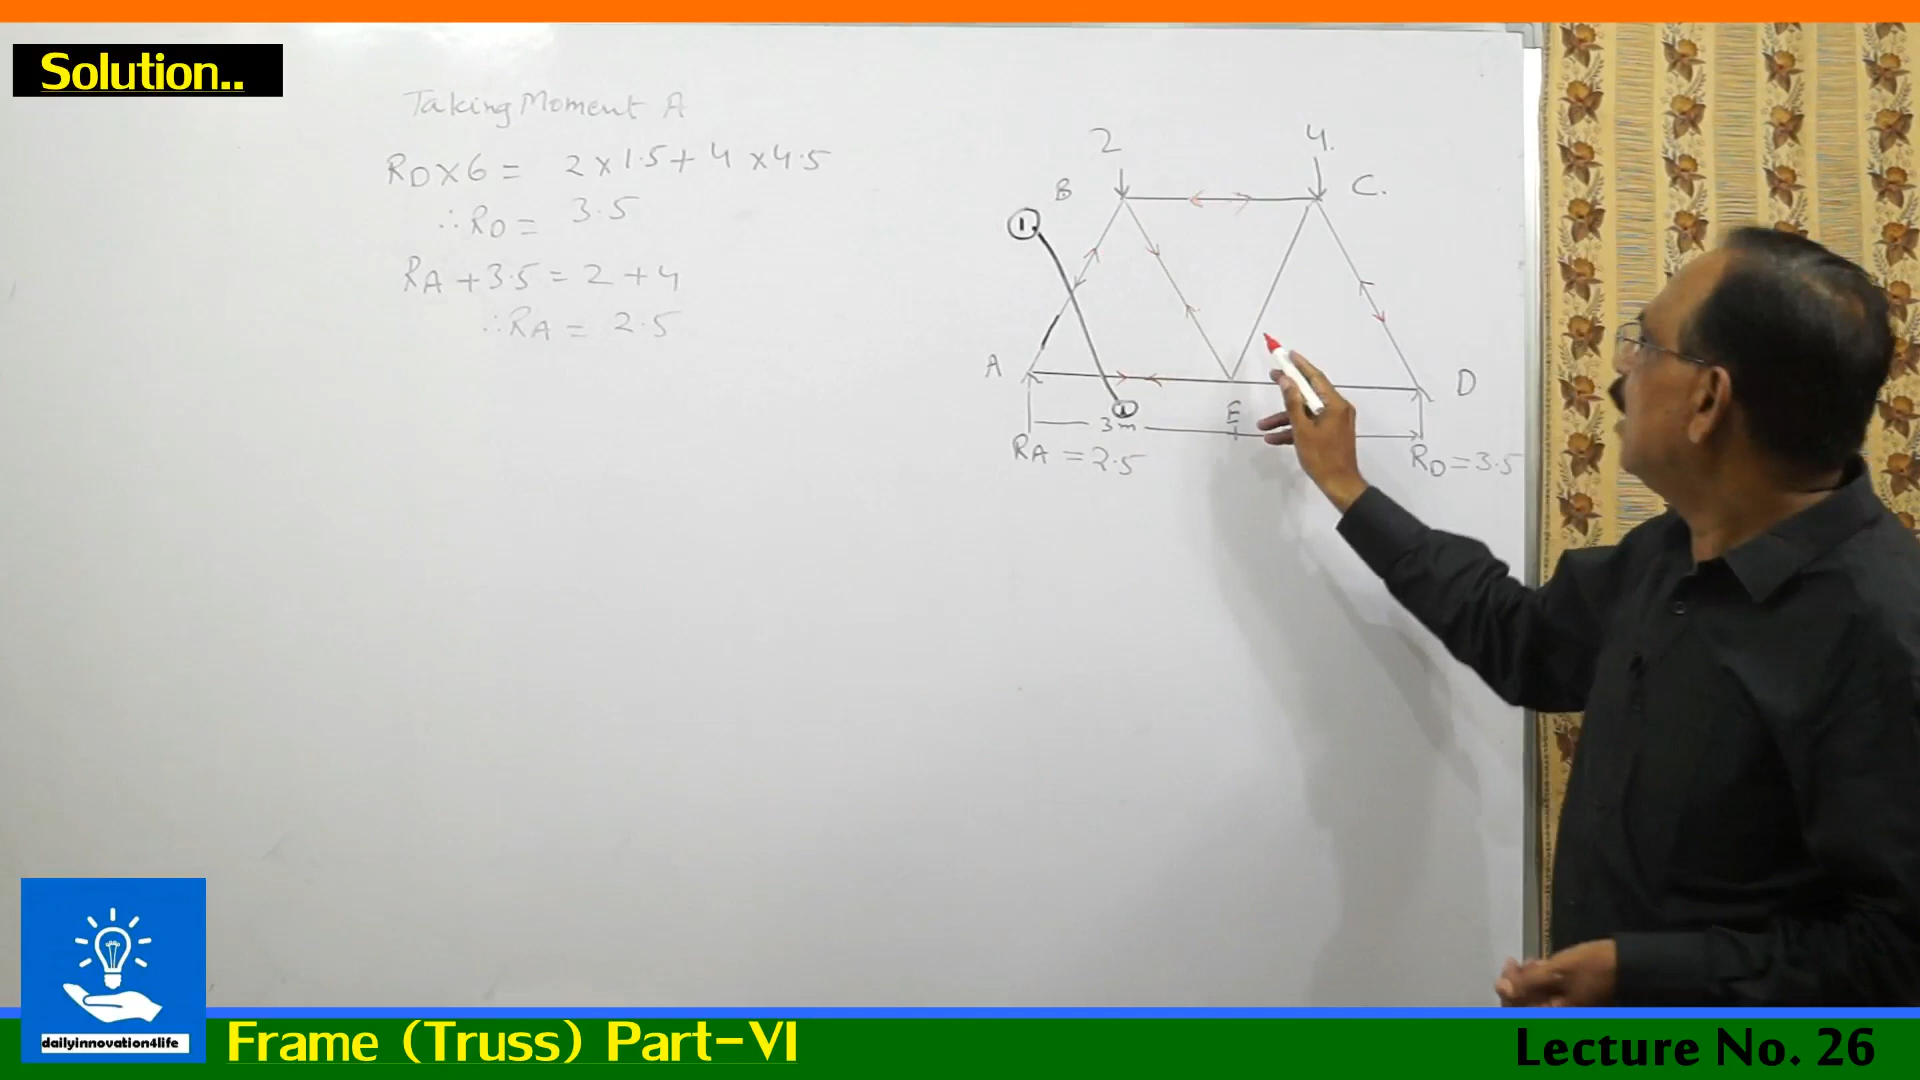 Solution..
Taking Moment A
RD×6 = 2×1.5+4×4.5
∴RD = 3.5
RA+3.5=2+4
∴RA = 2.5
2
4.
B
C.
1
A
D
1
E
3m
RA =2.5
RD=3.5
dailyinnovation4life
Frame (Truss) Part-VI
Lecture No. 26